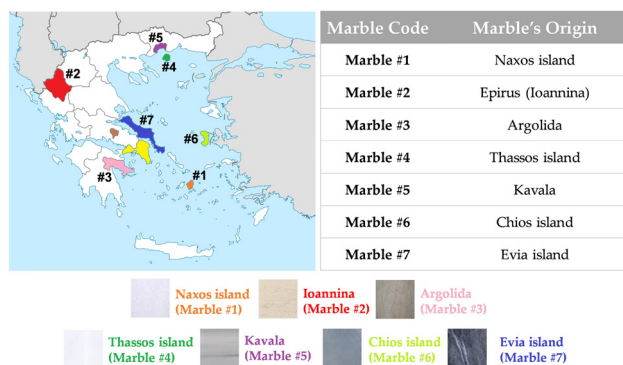 #5
#4
#2
#7
#6
#3
#1
Marble Code Marble's Origin
Marble #1 Naxos island
Marble #2 Epirus (Ioannina)
Marble #3 Argolida
Marble #4 Thassos island
Marble #5 Kavala
Marble #6 Chios island
Marble #7 Evia island
Naxos island Ioannina Argolida
(Marble #1) (Marble #2) (Marble #3)
Thassos island Kavala Chios island Evia island
(Marble #4) (Marble #5) (Marble #6) (Marble #7)